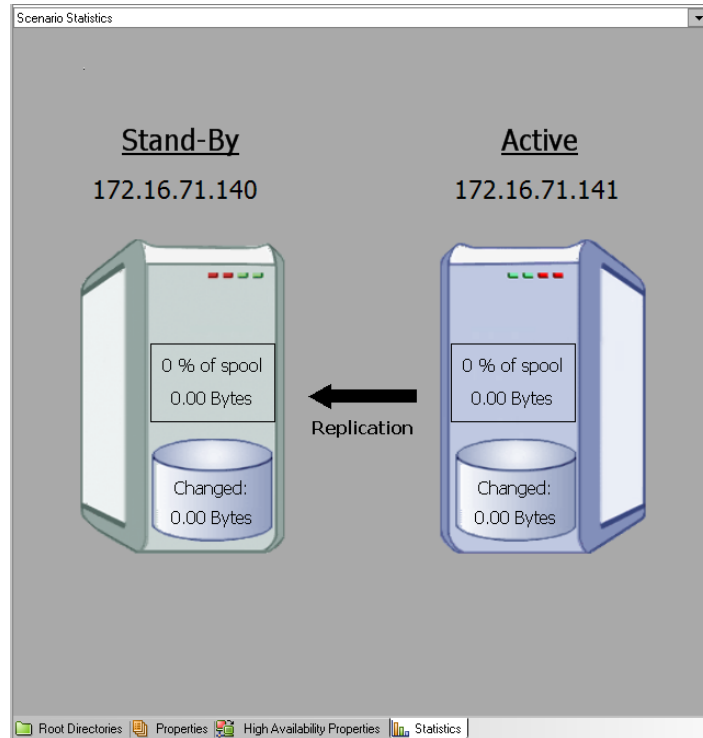 Scenario Statistics
Stand-By
172.16.71.140
0 % of spool
0.00 Bytes
Changed:
0.00 Bytes
Replication
Active
172.16.71.141
0 % of spool
0.00 Bytes
Changed:
0.00 Bytes
Root Directories Properties High Availability Properties Statistics